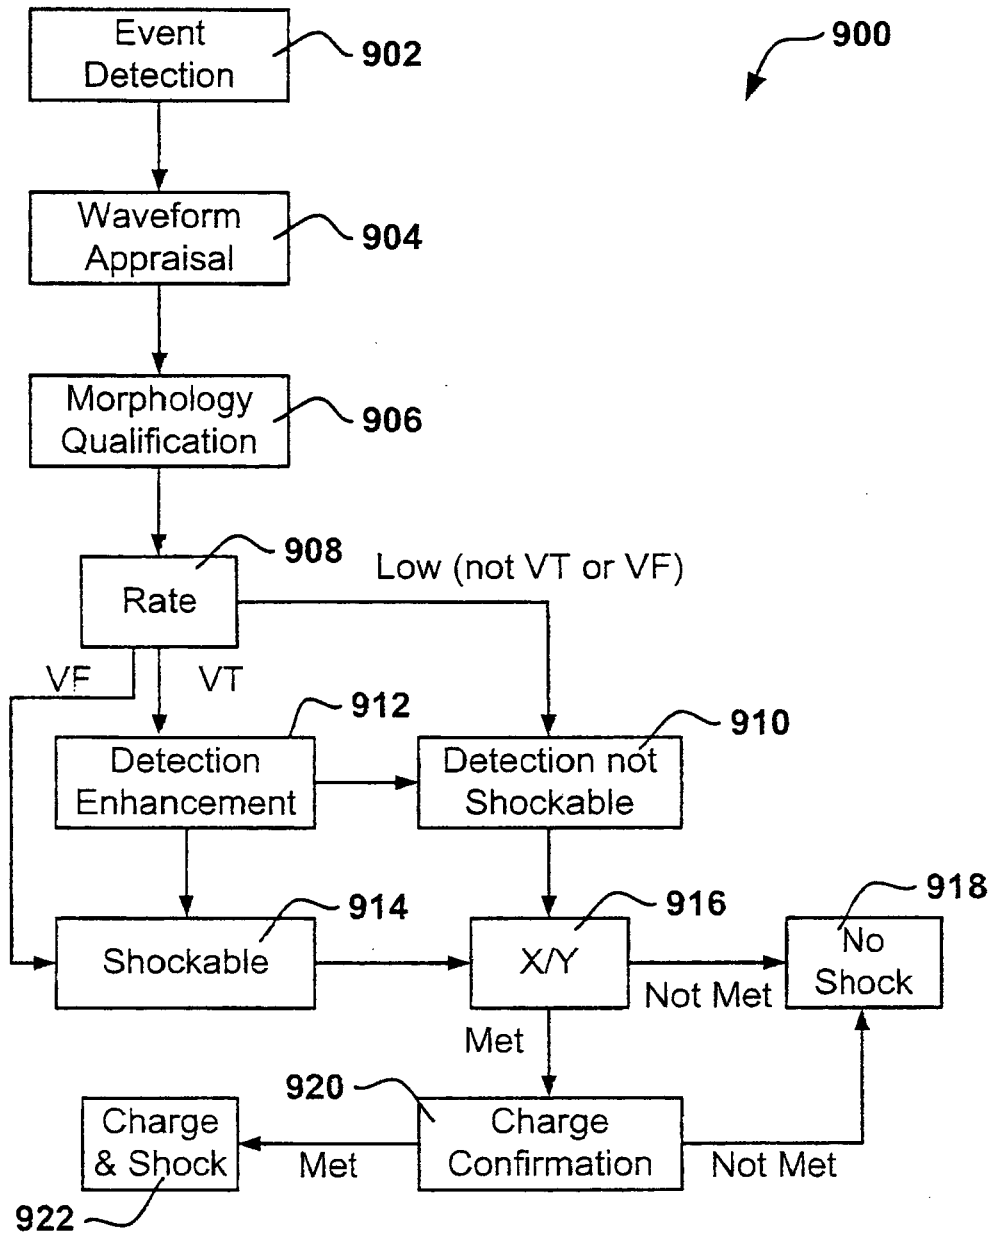 Event
Detection
902
900
Waveform
Appraisal
904
Morphology
Qualification
906
Rate
908
Low (not VT or VF)
VF
VT
912
Detection
Enhancement
910
Detection not
Shockable
914
Shockable
916
X/Y
918
No
Shock
Not Met
Met
920
Charge
Confirmation
Charge
& Shock
Met
Not Met
922